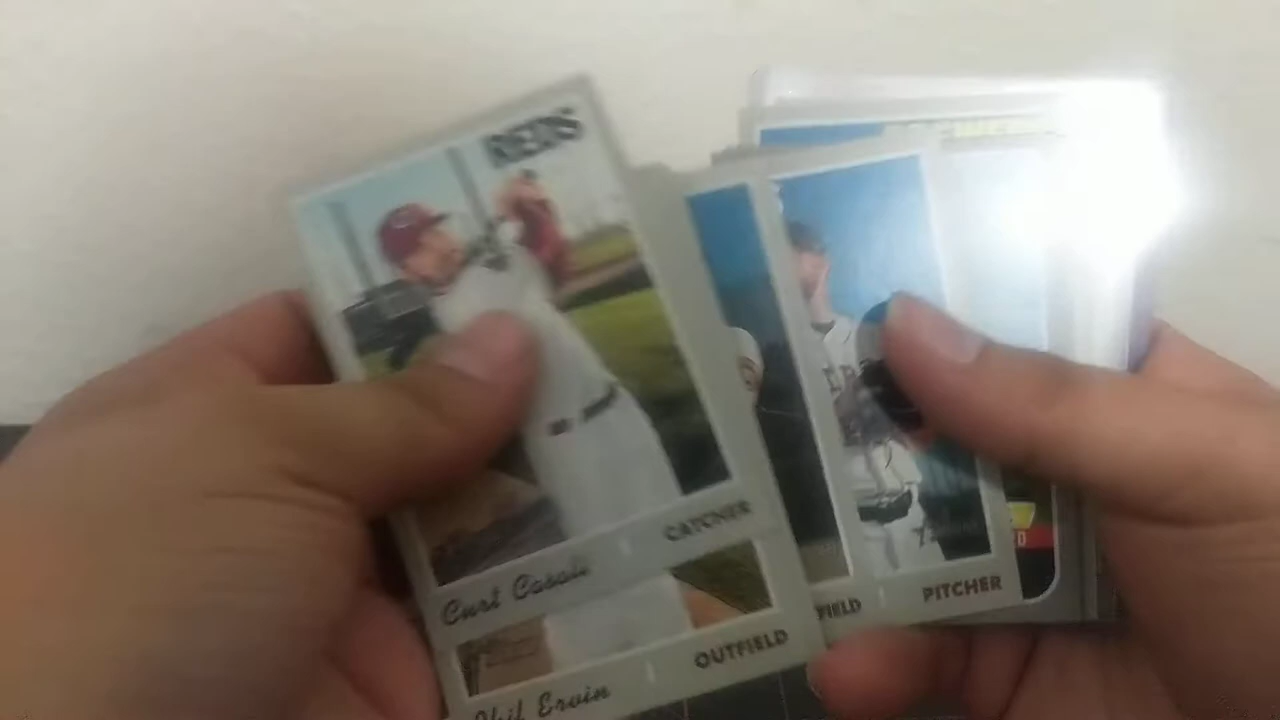 REDS
CATCHER
Curt Casali
OUTFIELD
Phil Ervin
FIELD
PITCHER